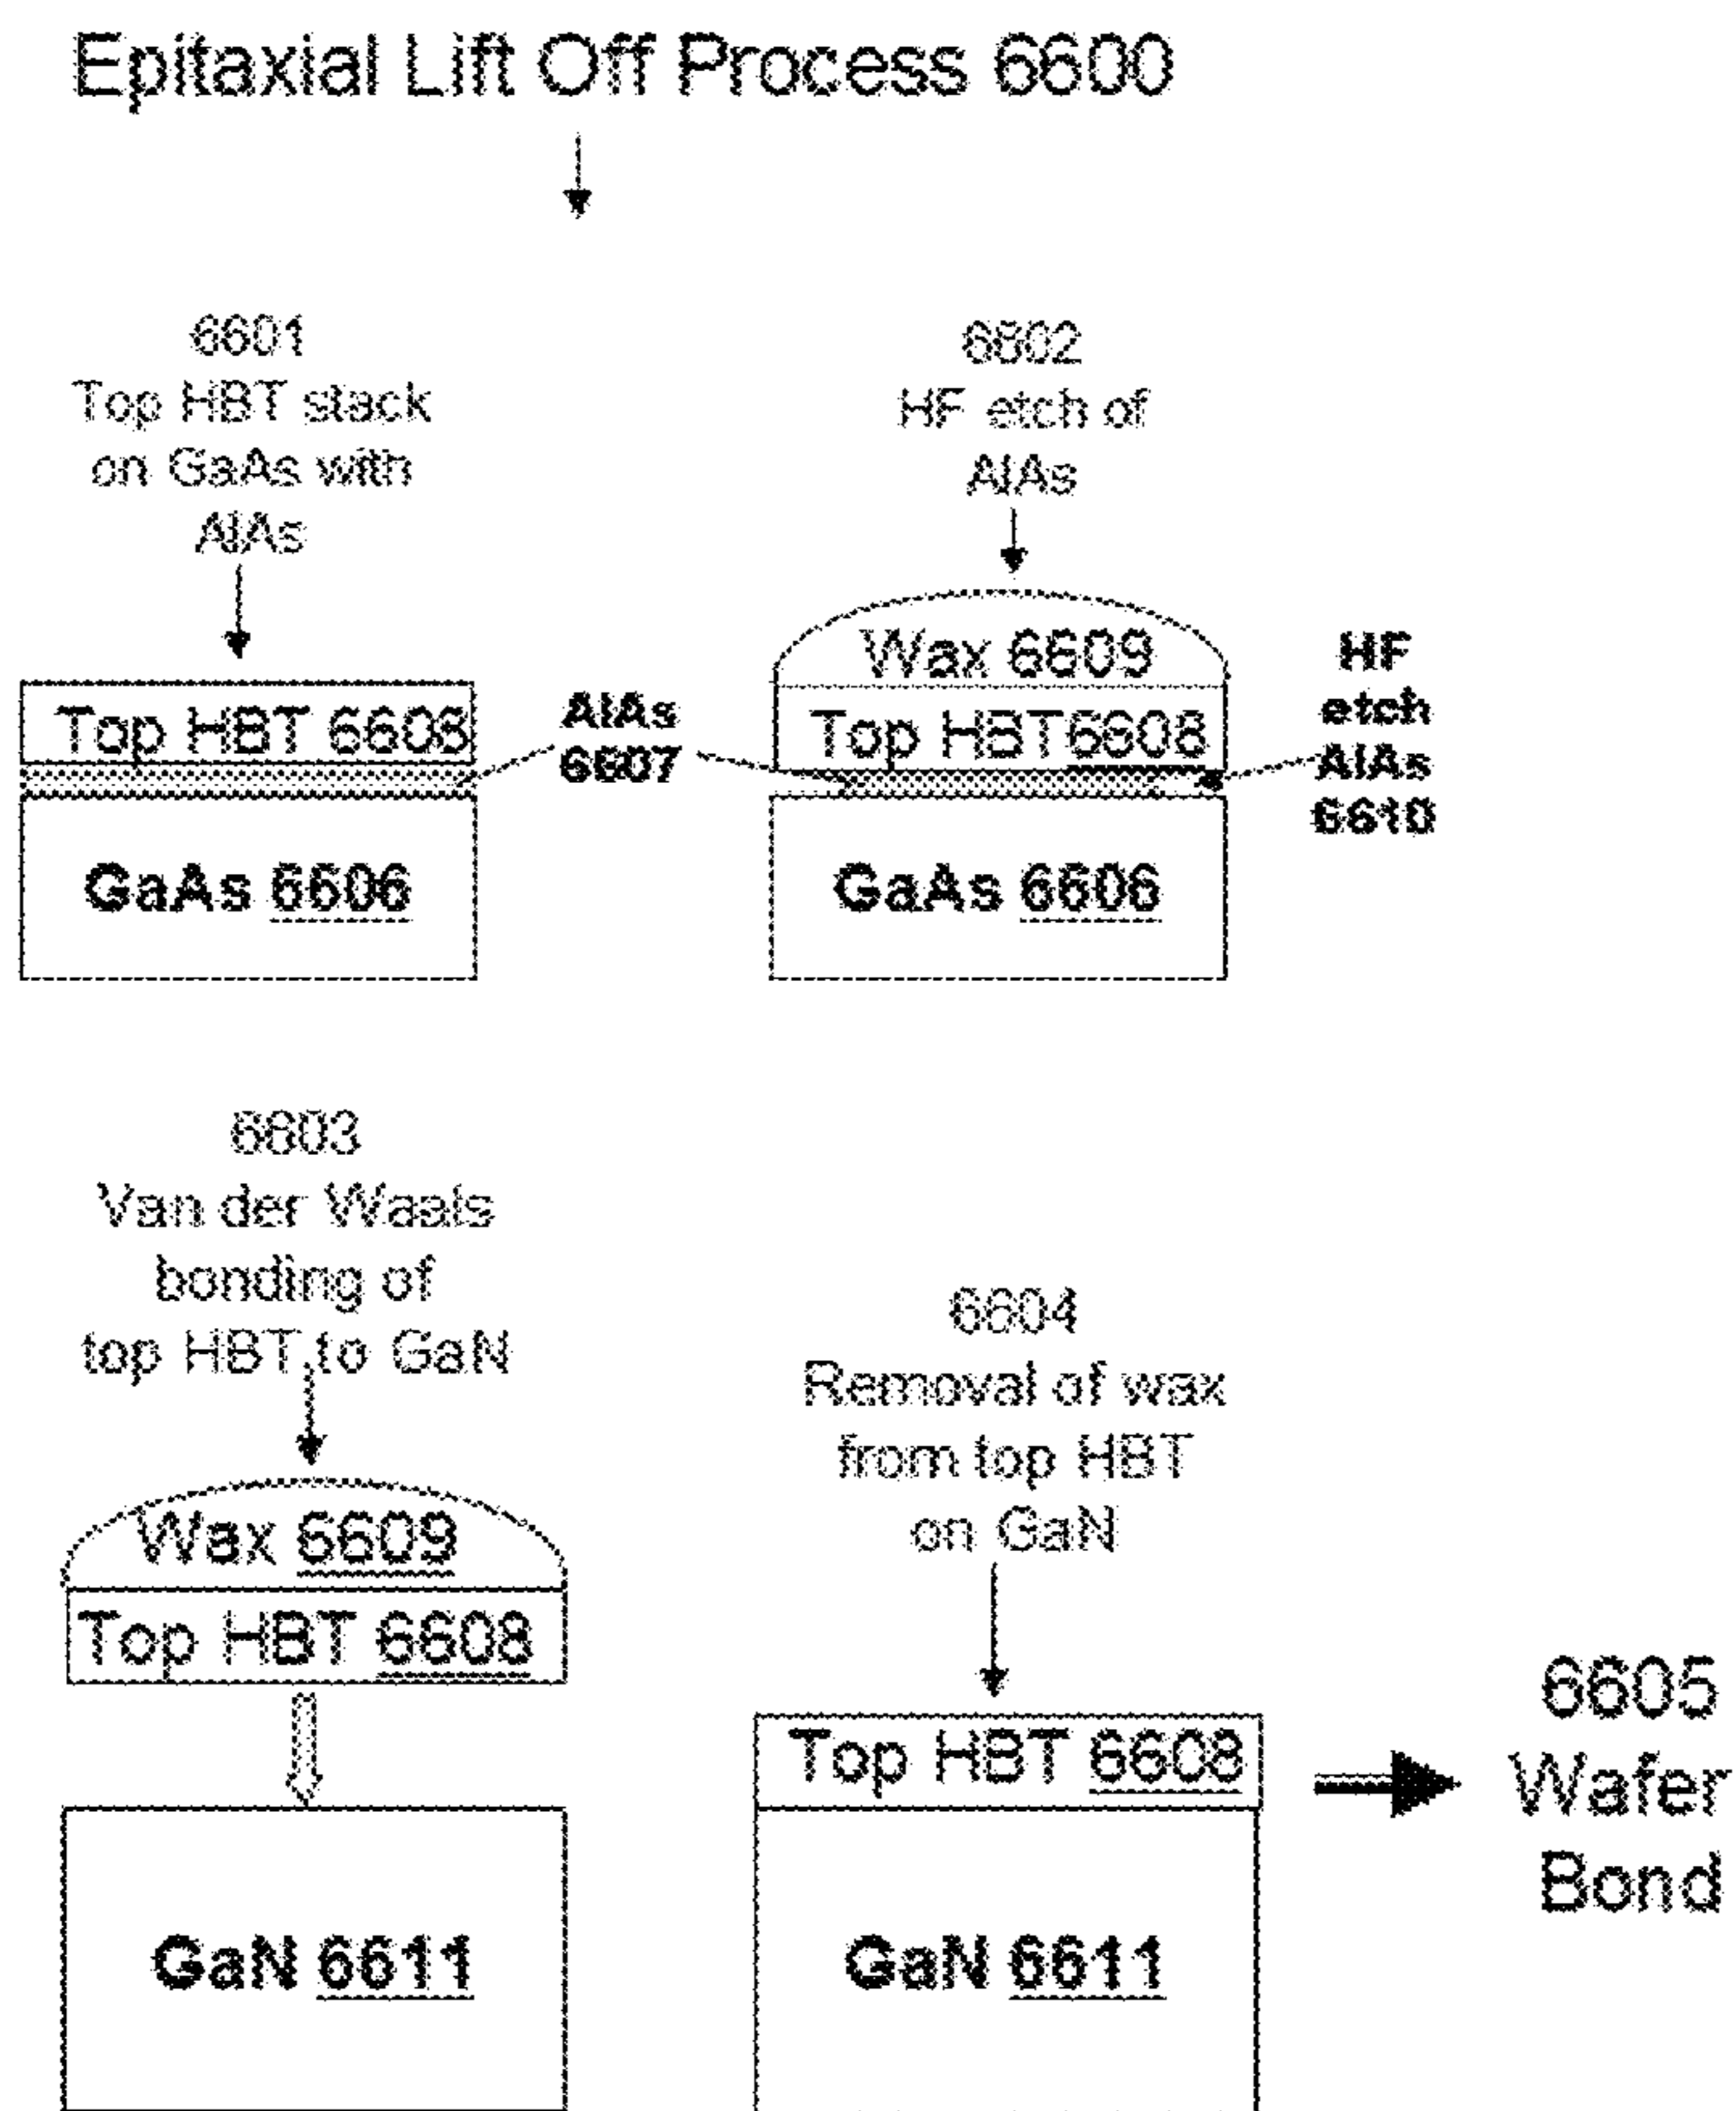 Epitaxial Lift Off Process 6600
6601
Top HBT stack
on GaAs with
AlAs
6602
HF etch of
AlAs
Top HBT 6608
AlAs
6607
GaAs 6606
Wax 6609
Top HBT 6608
GaAs 6606
HF
etch
AlAs
6610
6603
Van der Waals
bonding of
top HBT to GaN
Wax 6609
Top HBT 6608
GaN 6611
6604
Removal of wax
from top HBT
on GaN
Top HBT 6608
GaN 6611
6605
Wafer
Bond